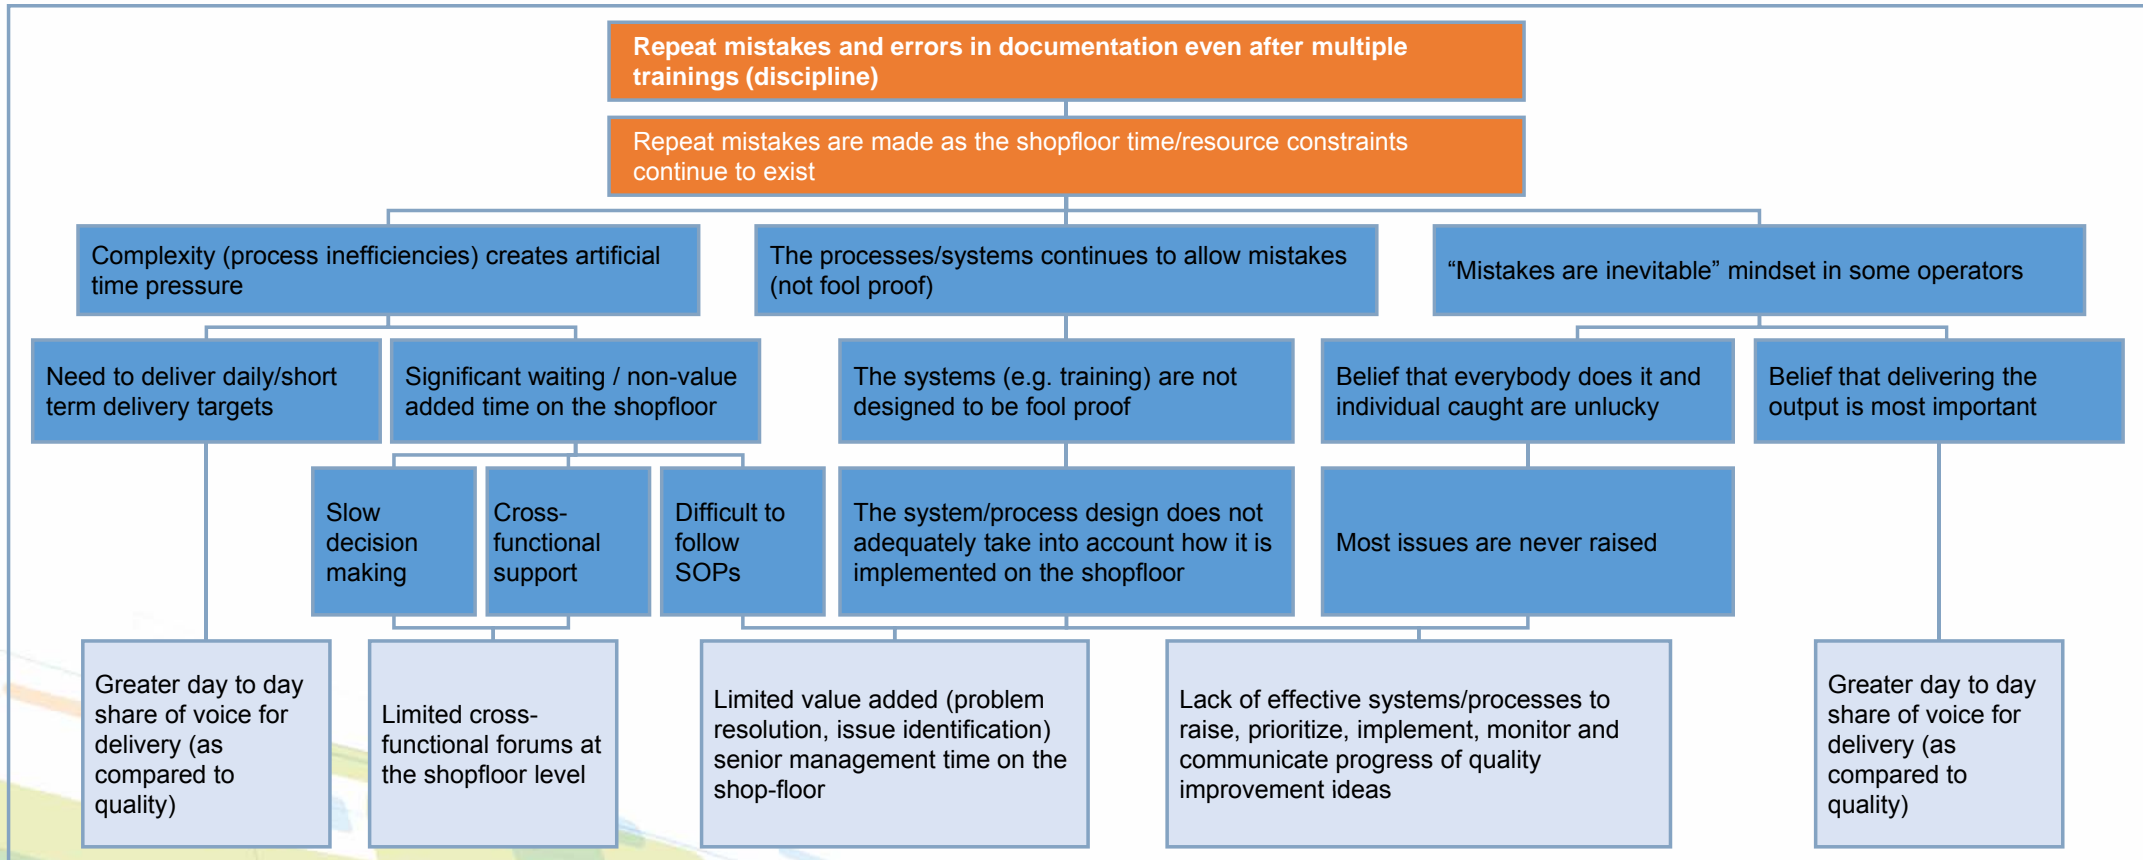 Repeat mistakes and errors in documentation even after multiple
trainings (discipline)
Repeat mistakes are made as the shopfloor time/resource constraints
continue to exist
Complexity (process inefficiencies) creates artificial
time pressure
The processes/systems continues to allow mistakes
(not fool proof)
“Mistakes are inevitable” mindset in some operators
Need to deliver daily/short
term delivery targets
Significant waiting / non-value
added time on the shopfloor
The systems (e.g. training) are not
designed to be fool proof
Belief that everybody does it and
individual caught are unlucky
Belief that delivering the
output is most important
Slow
decision
making
Cross-
functional
support
Difficult to
follow
SOPs
The system/process design does not
adequately take into account how it is
implemented on the shopfloor
Most issues are never raised
Greater day to day
share of voice for
delivery (as
compared to
quality)
Limited cross-
functional forums at
the shopfloor level
Limited value added (problem
resolution, issue identification)
senior management time on the
shop-floor
Lack of effective systems/processes to
raise, prioritize, implement, monitor and
communicate progress of quality
improvement ideas
Greater day to day
share of voice for
delivery (as
compared to
quality)